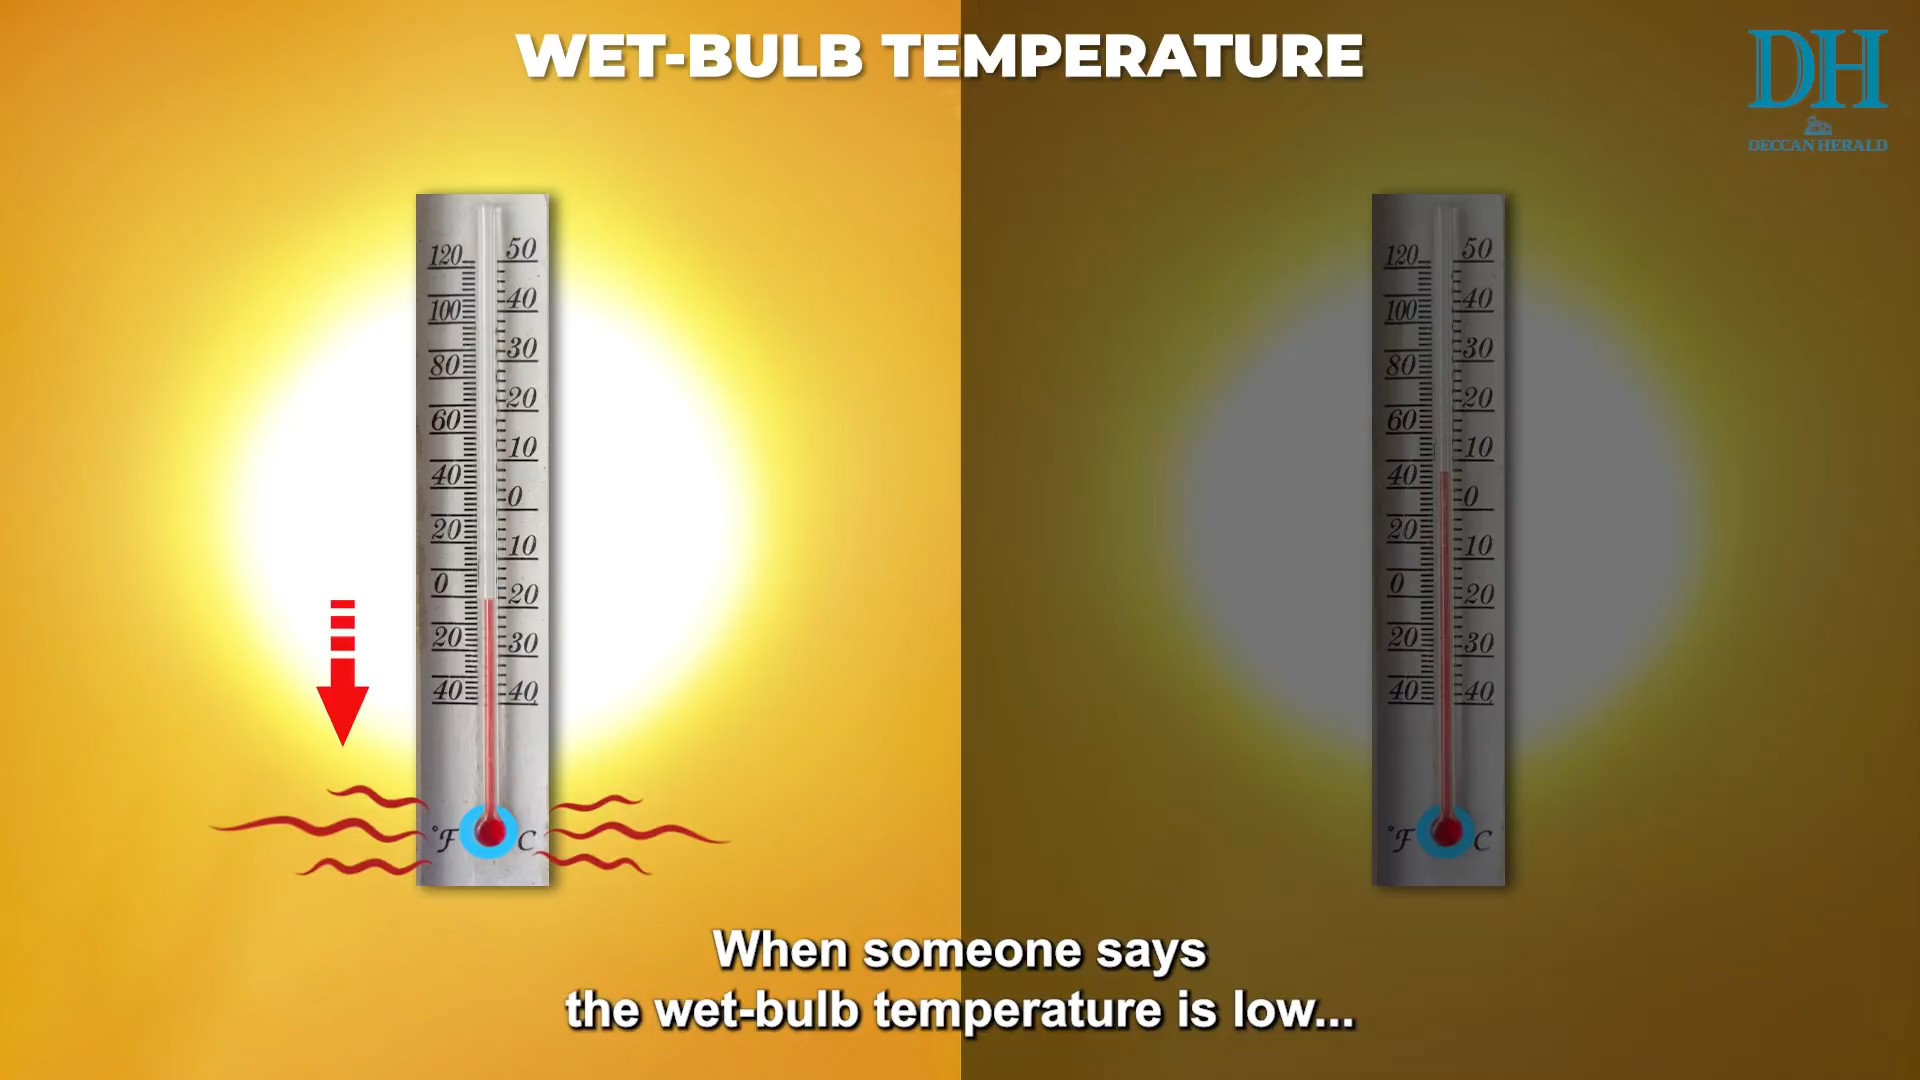 WET-BULB TEMPERATURE
DH
DECCAN HERALD
120 50
100 40
80 30
60 20
40 10
20 0
0 10
20 20
40 30
40
°F C
120 50
100 40
80 30
60 20
40 10
20 0
0 10
20 20
40 30
40
°F C
When someone says
the wet-bulb temperature is low...